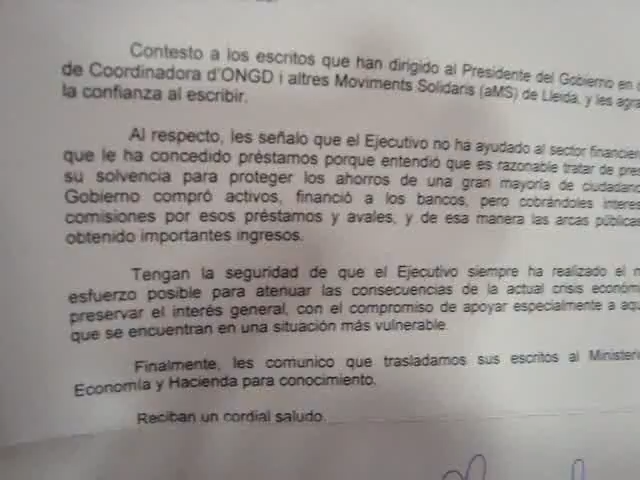 Contesto a los escritos que han dirigido al Presidente del Gobierno en
de Coordinadora d'ONGD i altres Moviments Solidaris (aMS) de Lleida, y les agra
la confianza al escribir.
Al respecto, les señalo que el Ejecutivo no ha ayudado al sector financier
que le ha concedido préstamos porque entendió que es razonable tratar de pres
su solvencia para proteger los ahorros de una gran mayoría de ciudadan
Gobierno compró activos, financió a los bancos, pero cobrándoles interes
comisiones por esos préstamos y avales, y de esa manera las arcas públicas
obtenido importantes ingresos.
Tengan la seguridad de que el Ejecutivo siempre ha realizado el m
esfuerzo posible para atenuar las consecuencias de la actual crisis económi
preservar el interés general, con el compromiso de apoyar especialmente a aqu
que se encuentran en una situación más vulnerable.
Finalmente, les comunico que trasladamos sus escritos al Ministerio
Economía y Hacienda para conocimiento.
Reciban un cordial saludo.